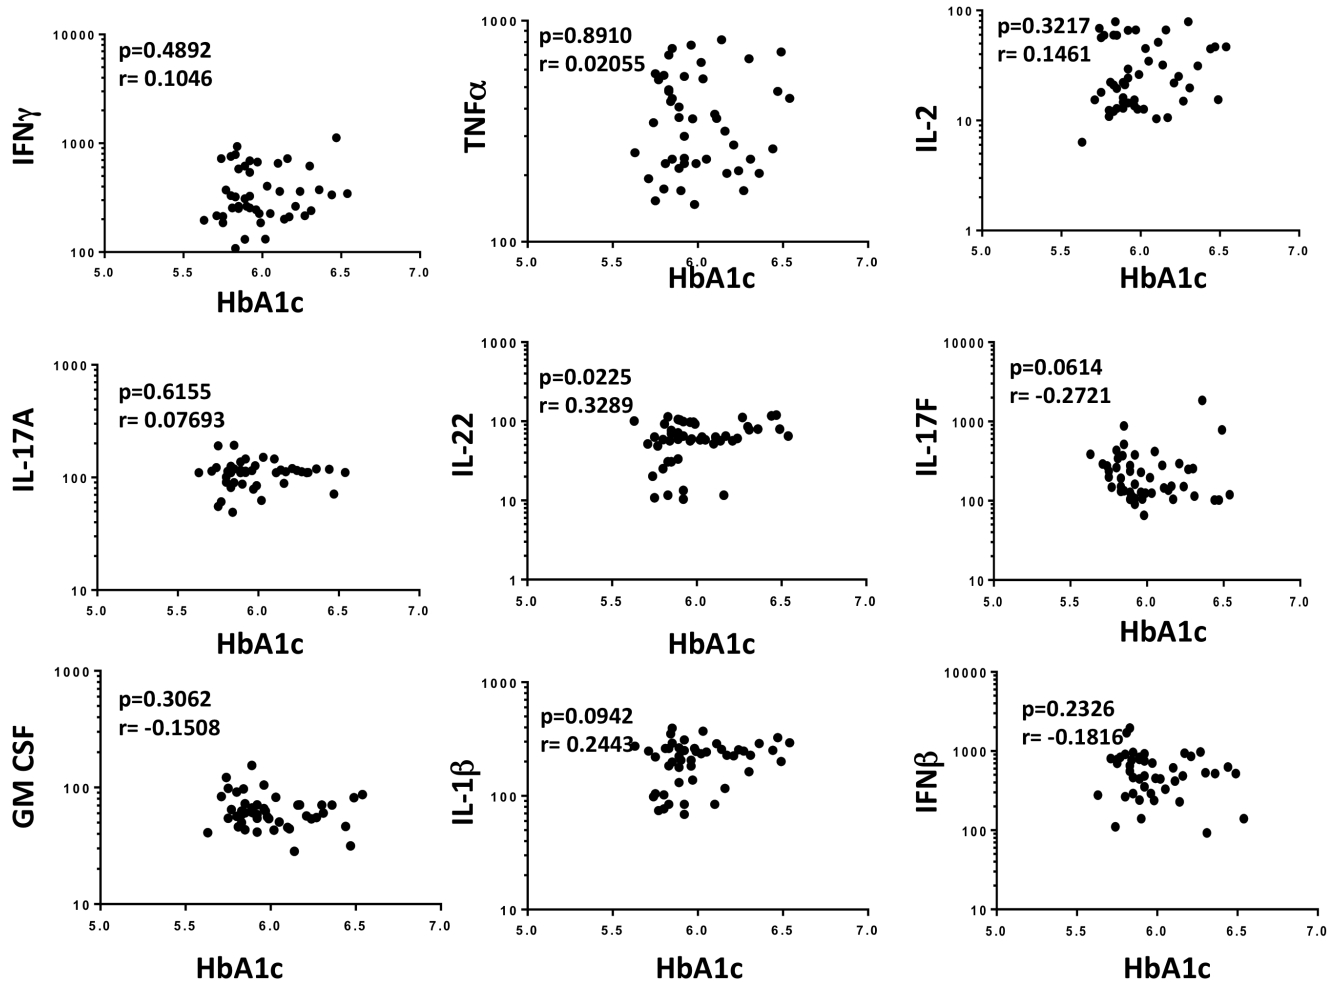 IFNγ
10000
1000
100
p=0.4892
r= 0.1046
5.0 5.5 6.0 6.5 7.0
HbA1c
TNFα
1000
100
p=0.8910
r= 0.02055
5.0 5.5 6.0 6.5 7.0
HbA1c
IL-2
100
10
1
p=0.3217
r= 0.1461
5.0 5.5 6.0 6.5 7.0
HbA1c
IL-17A
1000
100
10
p=0.6155
r= 0.07693
5.0 5.5 6.0 6.5 7.0
HbA1c
IL-22
1000
100
10
1
p=0.0225
r= 0.3289
5.0 5.5 6.0 6.5 7.0
HbA1c
IL-17F
10000
1000
100
10
p=0.0614
r= -0.2721
5.0 5.5 6.0 6.5 7.0
HbA1c
GM CSF
1000
100
10
p=0.3062
r= -0.1508
5.0 5.5 6.0 6.5 7.0
HbA1c
IL-1β
1000
100
10
p=0.0942
r= 0.2443
5.0 5.5 6.0 6.5 7.0
HbA1c
IFNβ
10000
1000
100
10
p=0.2326
r= -0.1816
5.0 5.5 6.0 6.5 7.0
HbA1c